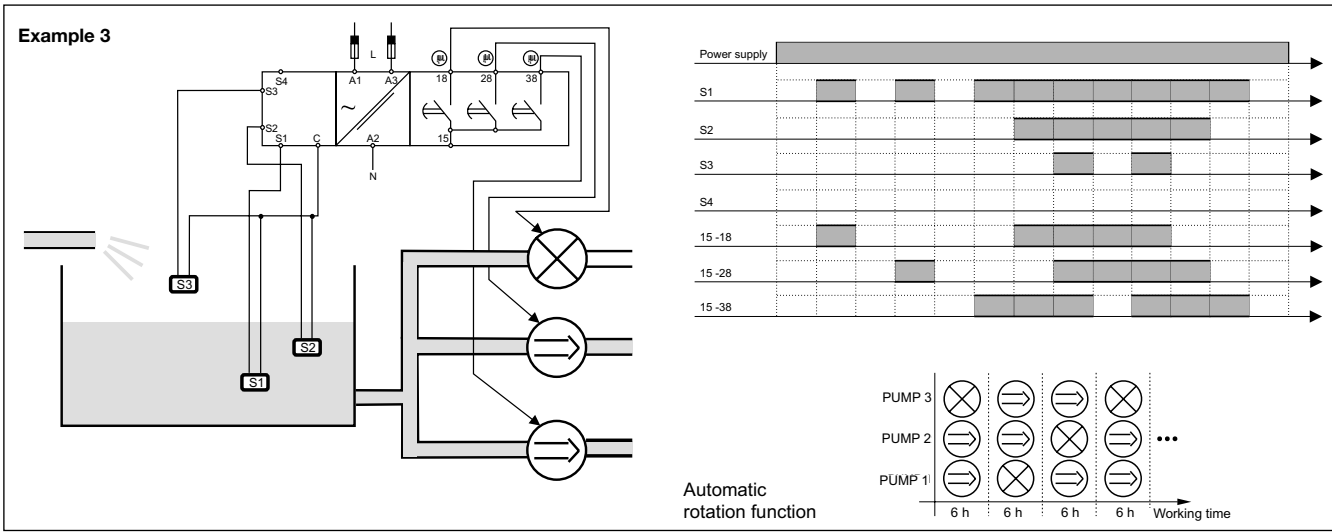 Example 3
L
S4
A1
A3
18
28
38
S3
~
S2
S1
C
A2
15
N
S3
S2
S1
Power supply
S1
S2
S3
S4
15 -18
15 -28
15 -38
PUMP 3
PUMP 2
•••
PUMP 1
Automatic
rotation function
6 h
6 h
6 h
6 h
Working time